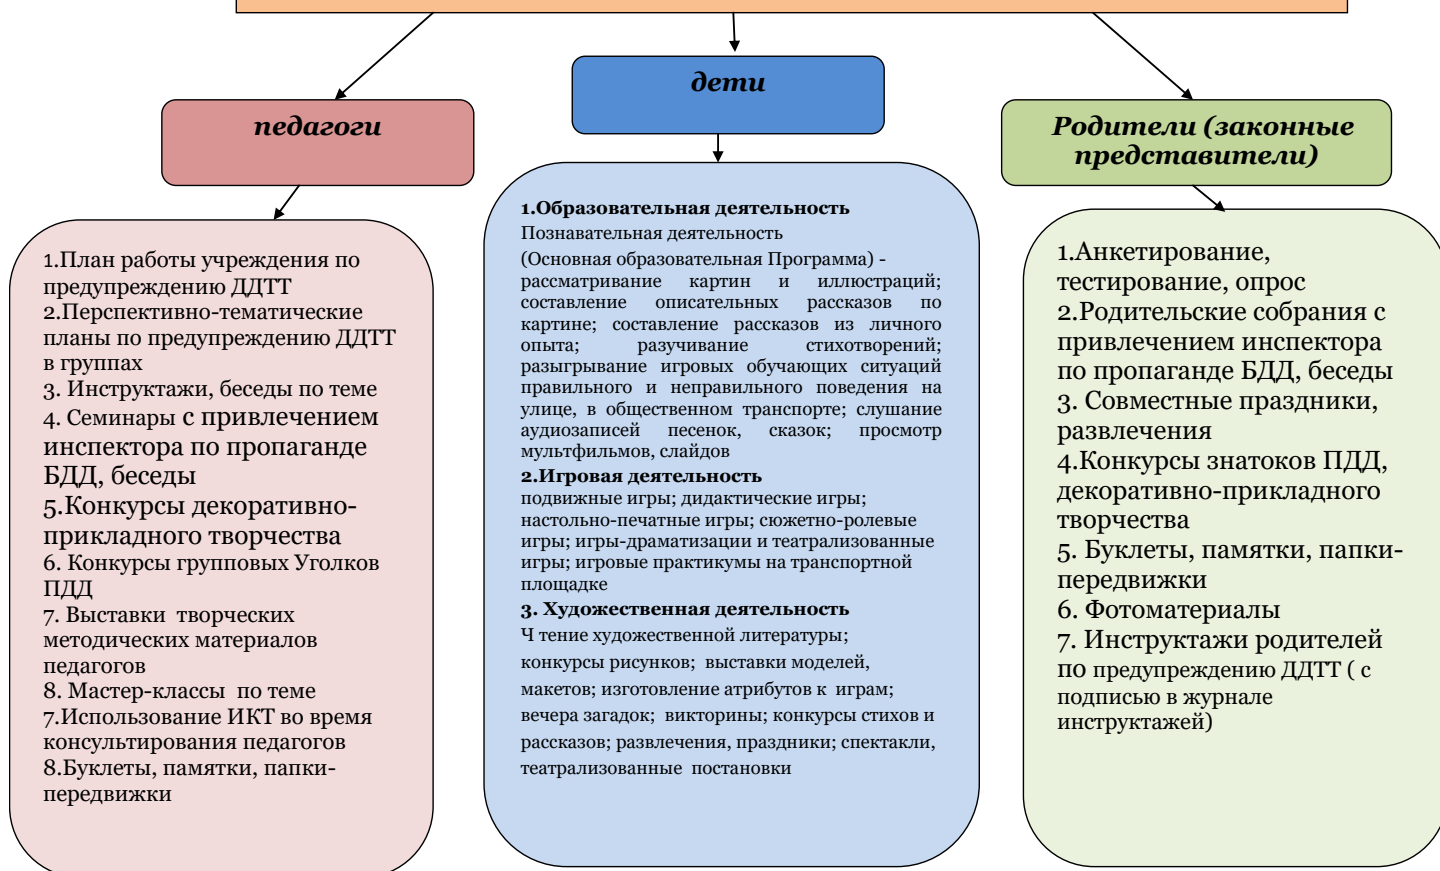 педагоги
1.План работы учреждения по
предупреждению ДДТТ
2.Перспективно-тематические
планы по предупреждению ДДТТ
в группах
3. Инструктажи, беседы по теме
4. Семинары с привлечением
инспектора по пропаганде
БДД, беседы
5.Конкурсы декоративно-
прикладного творчества
6. Конкурсы групповых Уголков
ПДД
7. Выставки творческих
методических материалов
педагогов
8. Мастер-классы по теме
7.Использование ИКТ во время
консультирования педагогов
8.Буклеты, памятки, папки-
передвижки
дети
1.Образовательная деятельность
Познавательная деятельность
(Основная образовательная Программа) -
рассматривание картин и иллюстраций;
составление описательных рассказов по
картине; составление рассказов из личного
опыта; разучивание стихотворений;
разыгрывание игровых обучающих ситуаций
правильного и неправильного поведения на
улице, в общественном транспорте; слушание
аудиозаписей песенок, сказок; просмотр
мультфильмов, слайдов
2.Игровая деятельность
подвижные игры; дидактические игры;
настольно-печатные игры; сюжетно-ролевые
игры; игры-драматизации и театрализованные
игры; игровые практикумы на транспортной
площадке
3. Художественная деятельность
Ч тение художественной литературы;
конкурсы рисунков; выставки моделей,
макетов; изготовление атрибутов к играм;
вечера загадок; викторины; конкурсы стихов и
рассказов; развлечения, праздники; спектакли,
театрализованные постановки
Родители (законные
представители)
1.Анкетирование,
тестирование, опрос
2.Родительские собрания с
привлечением инспектора
по пропаганде БДД, беседы
3. Совместные праздники,
развлечения
4.Конкурсы знатоков ПДД,
декоративно-прикладного
творчества
5. Буклеты, памятки, папки-
передвижки
6. Фотоматериалы
7. Инструктажи родителей
по предупреждению ДДТТ ( с
подписью в журнале
инструктажей)